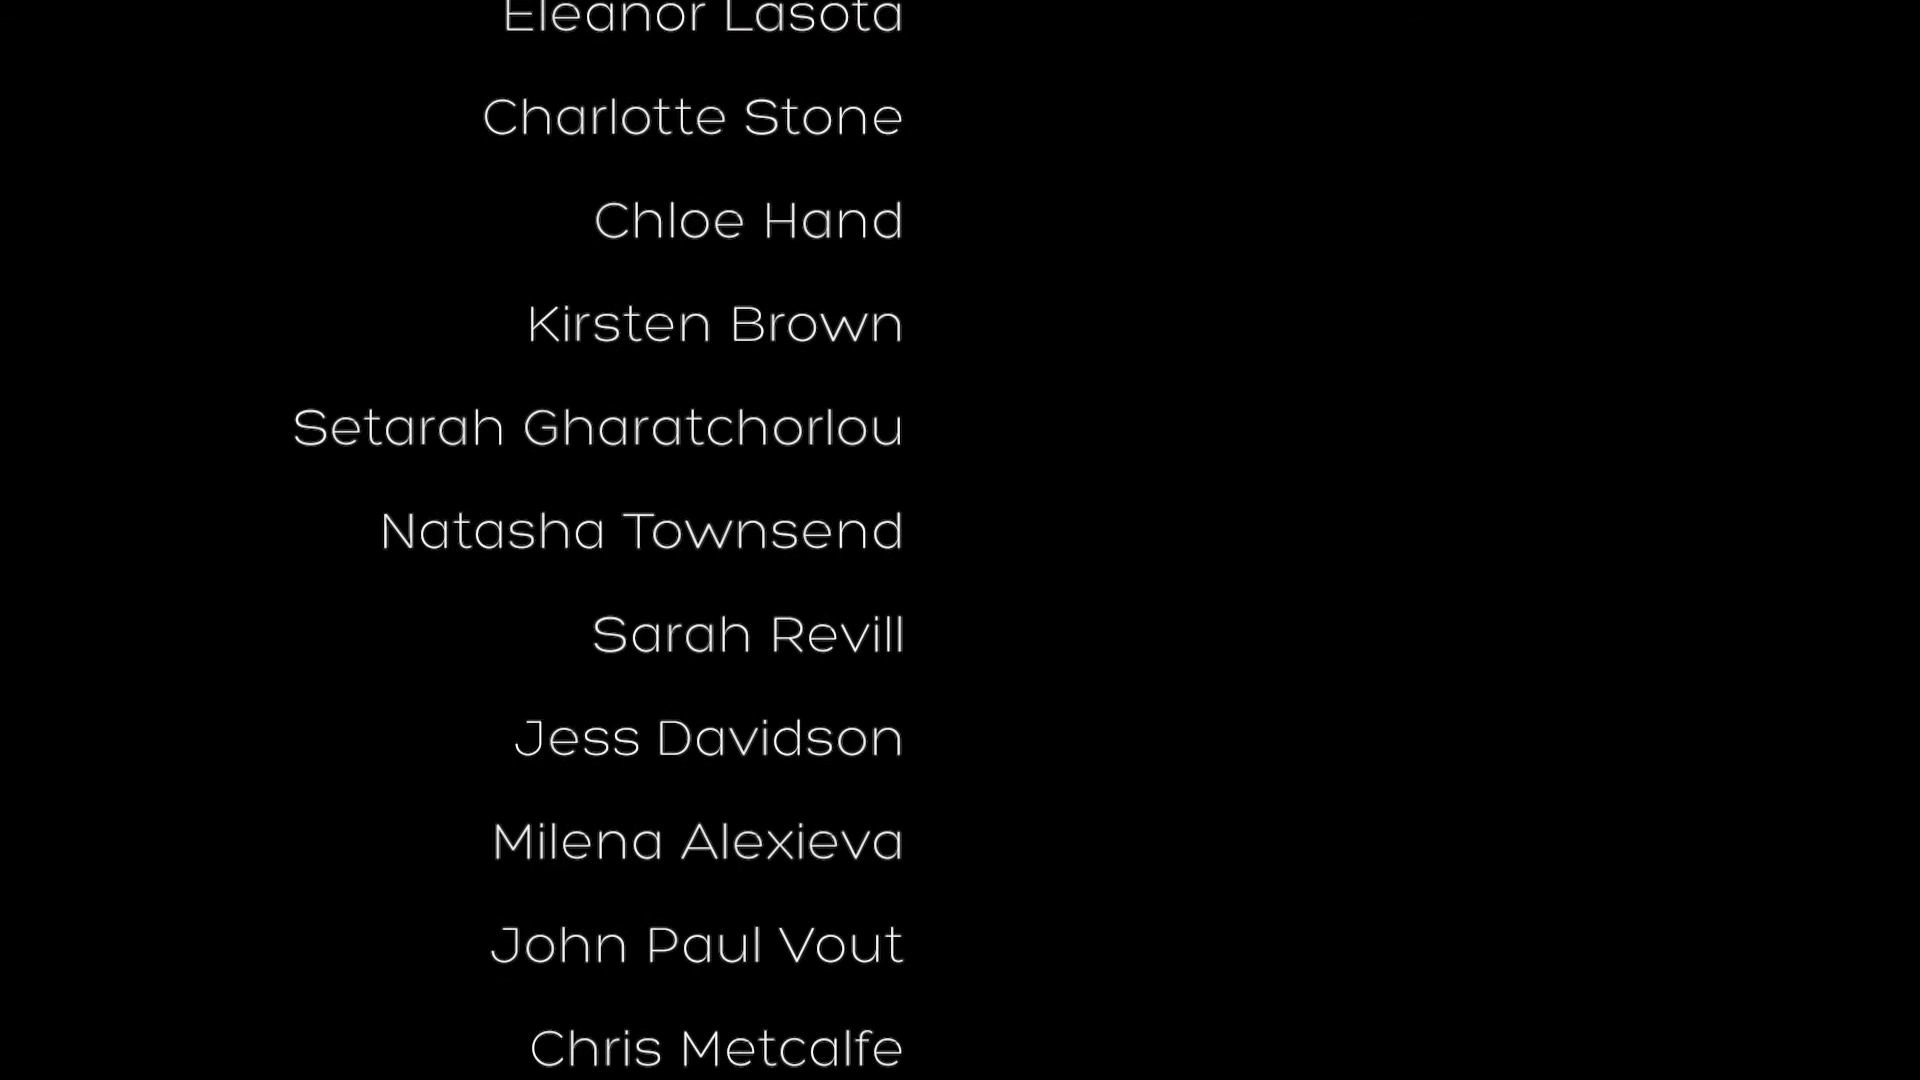 Eleanor Lasota
Charlotte Stone
Chloe Hand
Kirsten Brown
Setarah Gharatchorlou
Natasha Townsend
Sarah Revill
Jess Davidson
Milena Alexieva
John Paul Vout
Chris Metcalfe